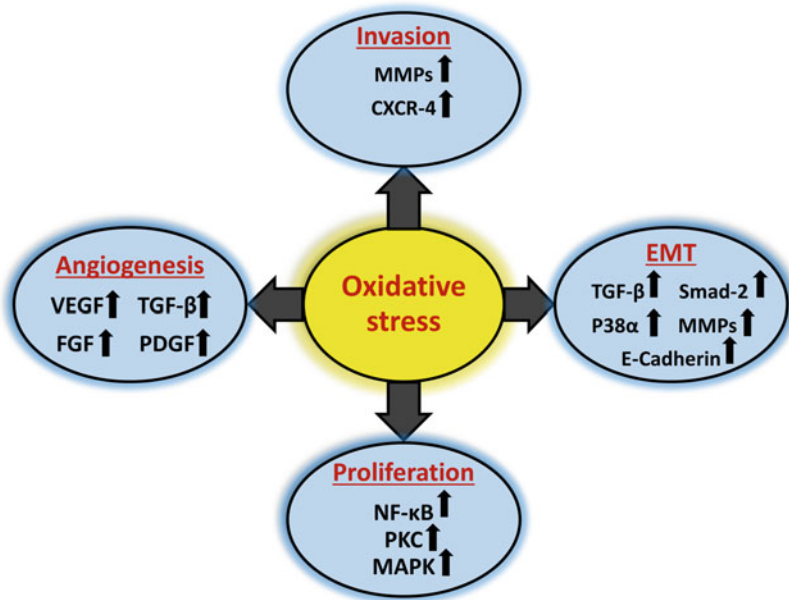 Invasion
MMPs⬆
CXCR-4⬆
Angiogenesis
VEGF⬆ TGF-β⬆
FGF⬆ PDGF⬆
Oxidative
stress
EMT
TGF-β⬆ Smad-2⬆
P38α⬆ MMPs⬆
E-Cadherin⬆
Proliferation
NF-κB⬆
PKC⬆
MAPK⬆